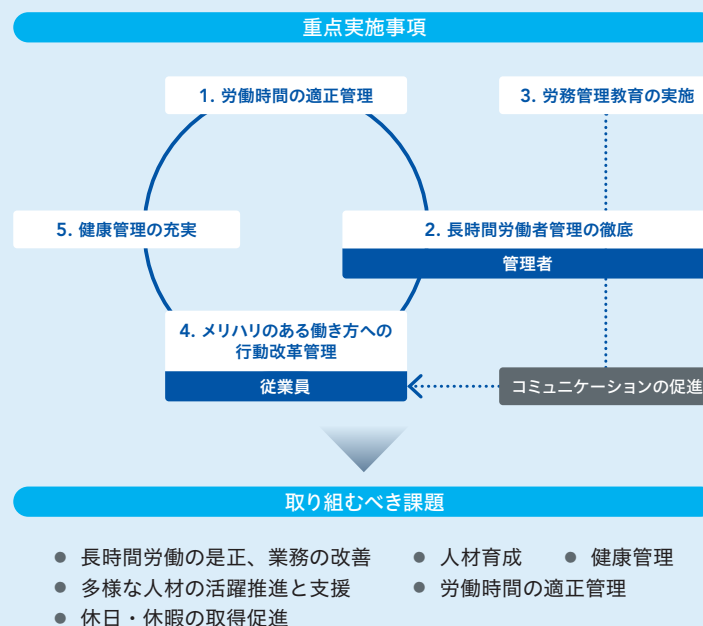 重点実施事項
1. 労働時間の適正管理
3. 労務管理教育の実施
5. 健康管理の充実
2. 長時間労働者管理の徹底
管理者
4. メリハリのある働き方への
行動改革管理
従業員
コミュニケーションの促進
取り組むべき課題
● 長時間労働の是正、業務の改善 ● 人材育成 ● 健康管理
● 多様な人材の活躍推進と支援 ● 労働時間の適正管理
● 休日・休暇の取得促進